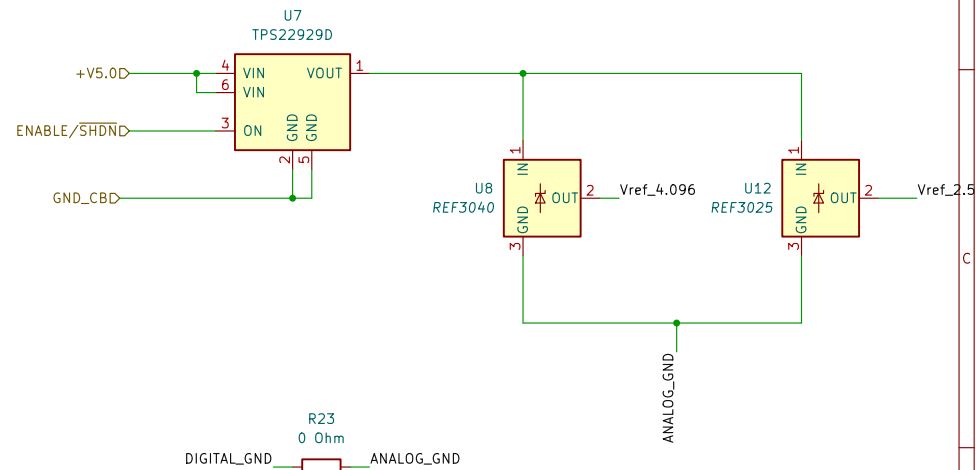 U7
TPS22929D
+V5.0
4
VIN
VOUT
1
6
VIN
ENABLE/SHDN
3
ON
GND
GND
2
5
GND_CB
1
IN
U8
REF3040
OUT
2
Vref_4.096
GND
3
1
IN
U12
REF3025
OUT
2
Vref_2.5
GND
3
C
ANALOG_GND
R23
0 Ohm
DIGITAL_GND
ANALOG_GND